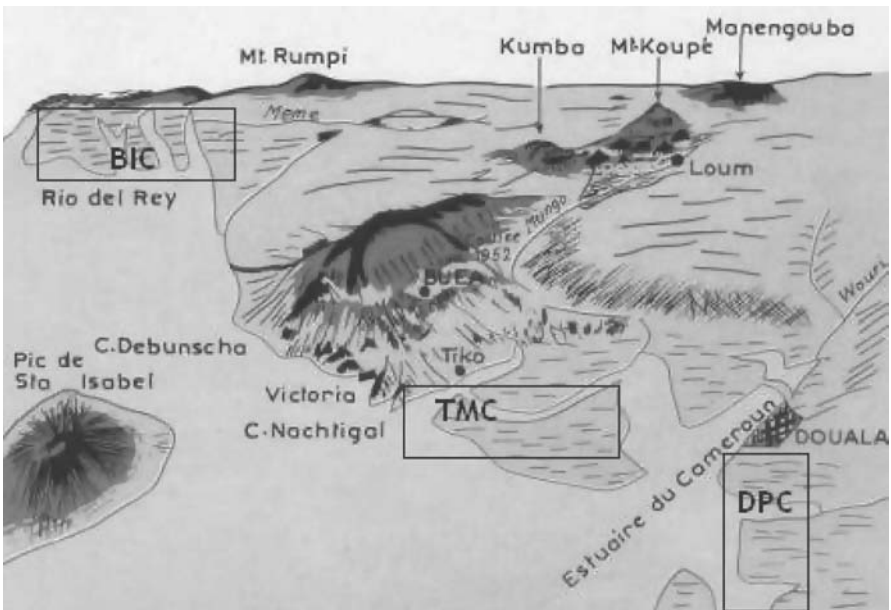 Manengouba
Kumba
Mt.Koupé
Mt. Rumpi
Meme
BIC
Rio del Rey
Loum
Mungo
Coulée
1952
BUEA
Wouri
C.Debunscha
Pic de
Sta Isabel
Tiko
Victoria
C.Nachtigal
TMC
Estuaire du Cameroun
DOUALA
DPC